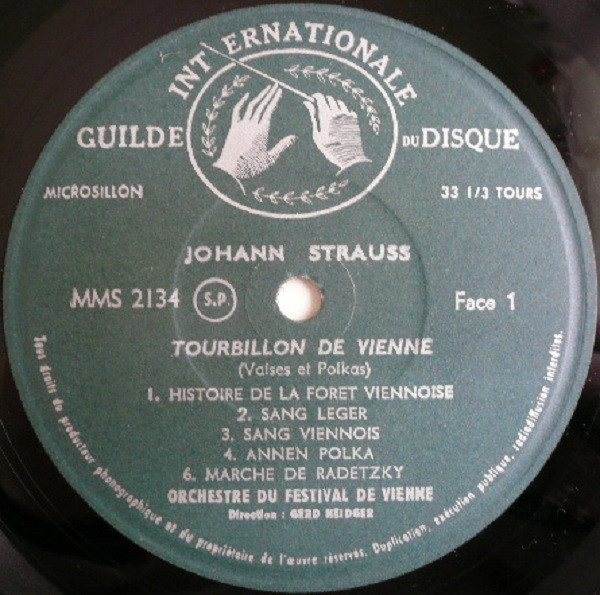 INTERNATIONALE
GUILDE DU DISQUE
MICROSILLON 33 1/3 TOURS
JOHANN STRAUSS
MMS 2134 S.P. Face 1
TOURBILLON DE VIENNE
(Valses et Polkas)
1. HISTOIRE DE LA FORET VIENNOISE
2. SANG LEGER
3. SANG VIENNOIS
4. ANNEN POLKA
6. MARCHE DE RADETZKY
ORCHESTRE DU FESTIVAL DE VIENNE
Direction : GERD HEIDGER
Tous droits du producteur phonographique et du propriétaire de l'œuvre réservés. Duplication, exécution publique, radiodiffusion interdites.